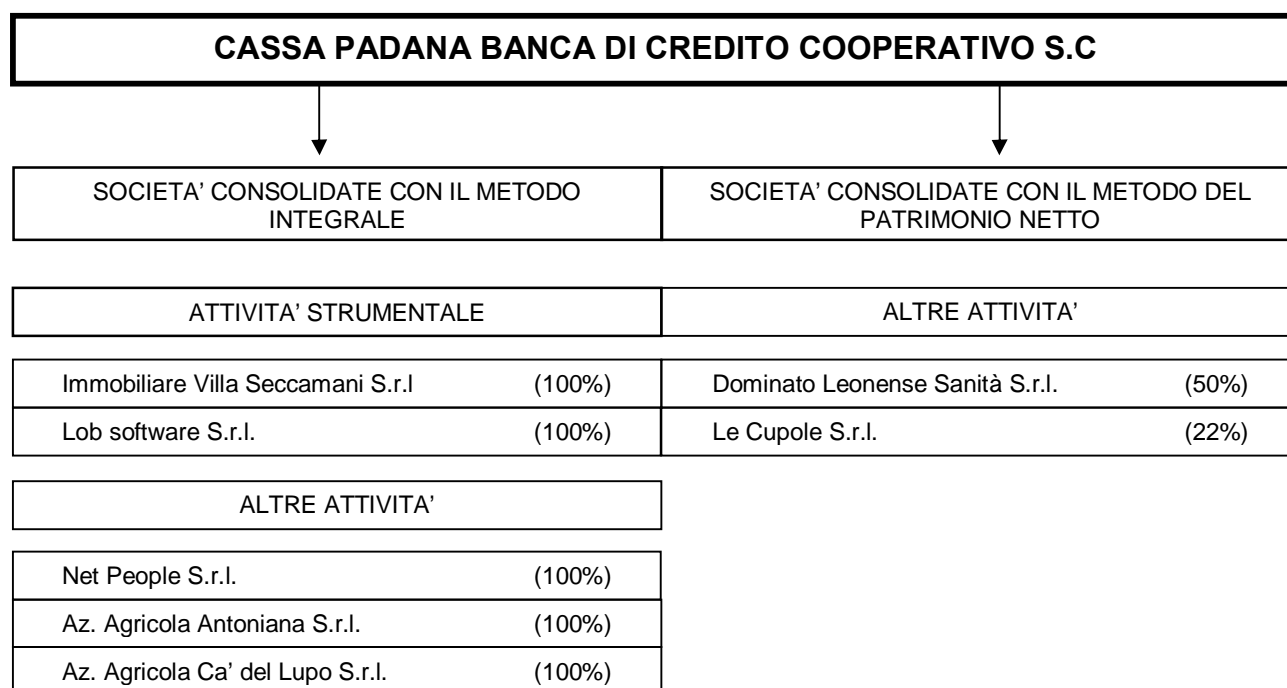 CASSA PADANA BANCA DI CREDITO COOPERATIVO S.C
SOCIETA’ CONSOLIDATE CON IL METODO
INTEGRALE
SOCIETA’ CONSOLIDATE CON IL METODO DEL
PATRIMONIO NETTO
ATTIVITA’ STRUMENTALE
ALTRE ATTIVITA’
Immobiliare Villa Seccamani S.r.l (100%)
Dominato Leonense Sanità S.r.l. (50%)
Lob software S.r.l. (100%)
Le Cupole S.r.l. (22%)
ALTRE ATTIVITA’
Net People S.r.l. (100%)
Az. Agricola Antoniana S.r.l. (100%)
Az. Agricola Ca’ del Lupo S.r.l. (100%)